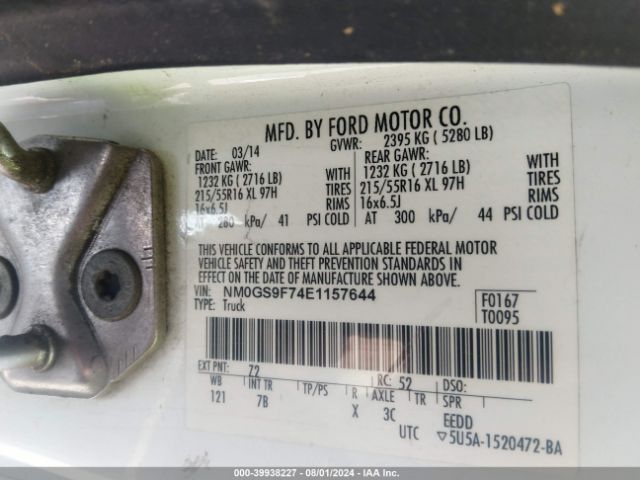 MFD. BY FORD MOTOR CO.
DATE: 03/14 GVWR: 2395 KG ( 5280 LB)
FRONT GAWR: REAR GAWR:
1232 KG ( 2716 LB) WITH 1232 KG ( 2716 LB) WITH
215/55R16 XL 97H TIRES 215/55R16 XL 97H TIRES
16x6.5J RIMS 16x6.5J RIMS
280 kPa/ 41 PSI COLD AT 300 kPa/ 44 PSI COLD
THIS VEHICLE CONFORMS TO ALL APPLICABLE FEDERAL MOTOR
VEHICLE SAFETY AND THEFT PREVENTION STANDARDS IN
EFFECT ON THE DATE OF MANUFACTURE SHOWN ABOVE.
VIN: NM0GS9F74E1157644 F0167
TYPE: Truck T0095
EXT PNT: 72 RC: 52 DSO:
WB INT TR TP/PS R AXLE TR SPR
121 7B X 3C EEDD
UTC ▽5U5A-1520472-BA
000-39938227 - 08/01/2024 - IAA Inc.